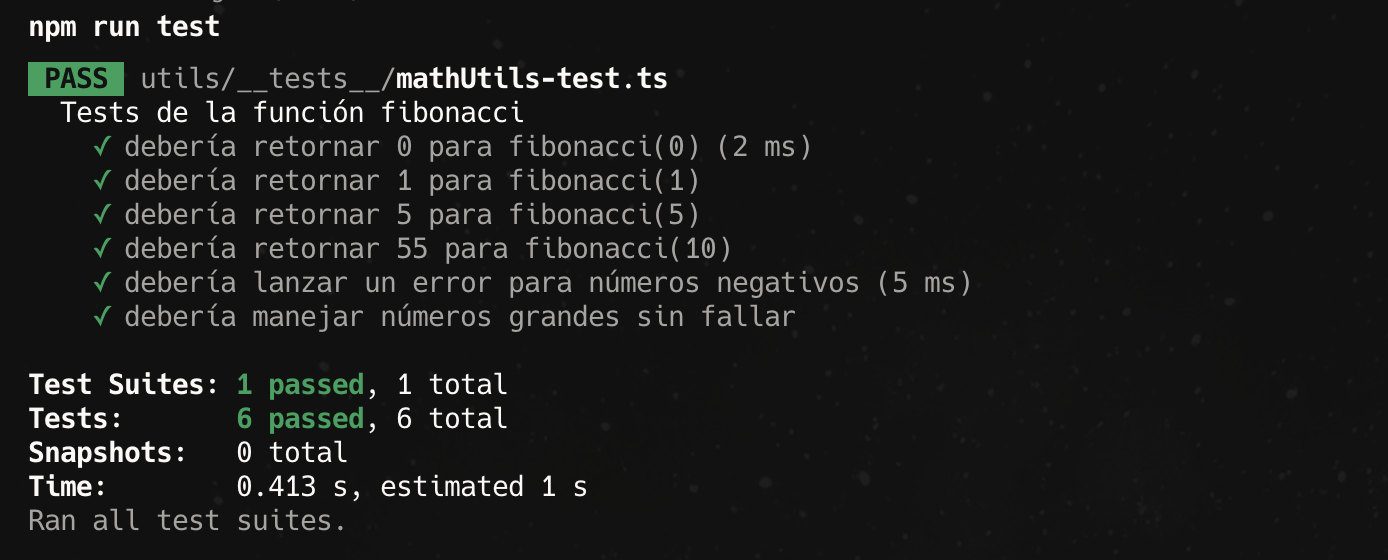 npm run test
PASS utils/__tests__/mathUtils-test.ts
Tests de la función fibonacci
✓ debería retornar 0 para fibonacci(0) (2 ms)
✓ debería retornar 1 para fibonacci(1)
✓ debería retornar 5 para fibonacci(5)
✓ debería retornar 55 para fibonacci(10)
✓ debería lanzar un error para números negativos (5 ms)
✓ debería manejar números grandes sin fallar
Test Suites: 1 passed, 1 total
Tests: 6 passed, 6 total
Snapshots: 0 total
Time: 0.413 s, estimated 1 s
Ran all test suites.